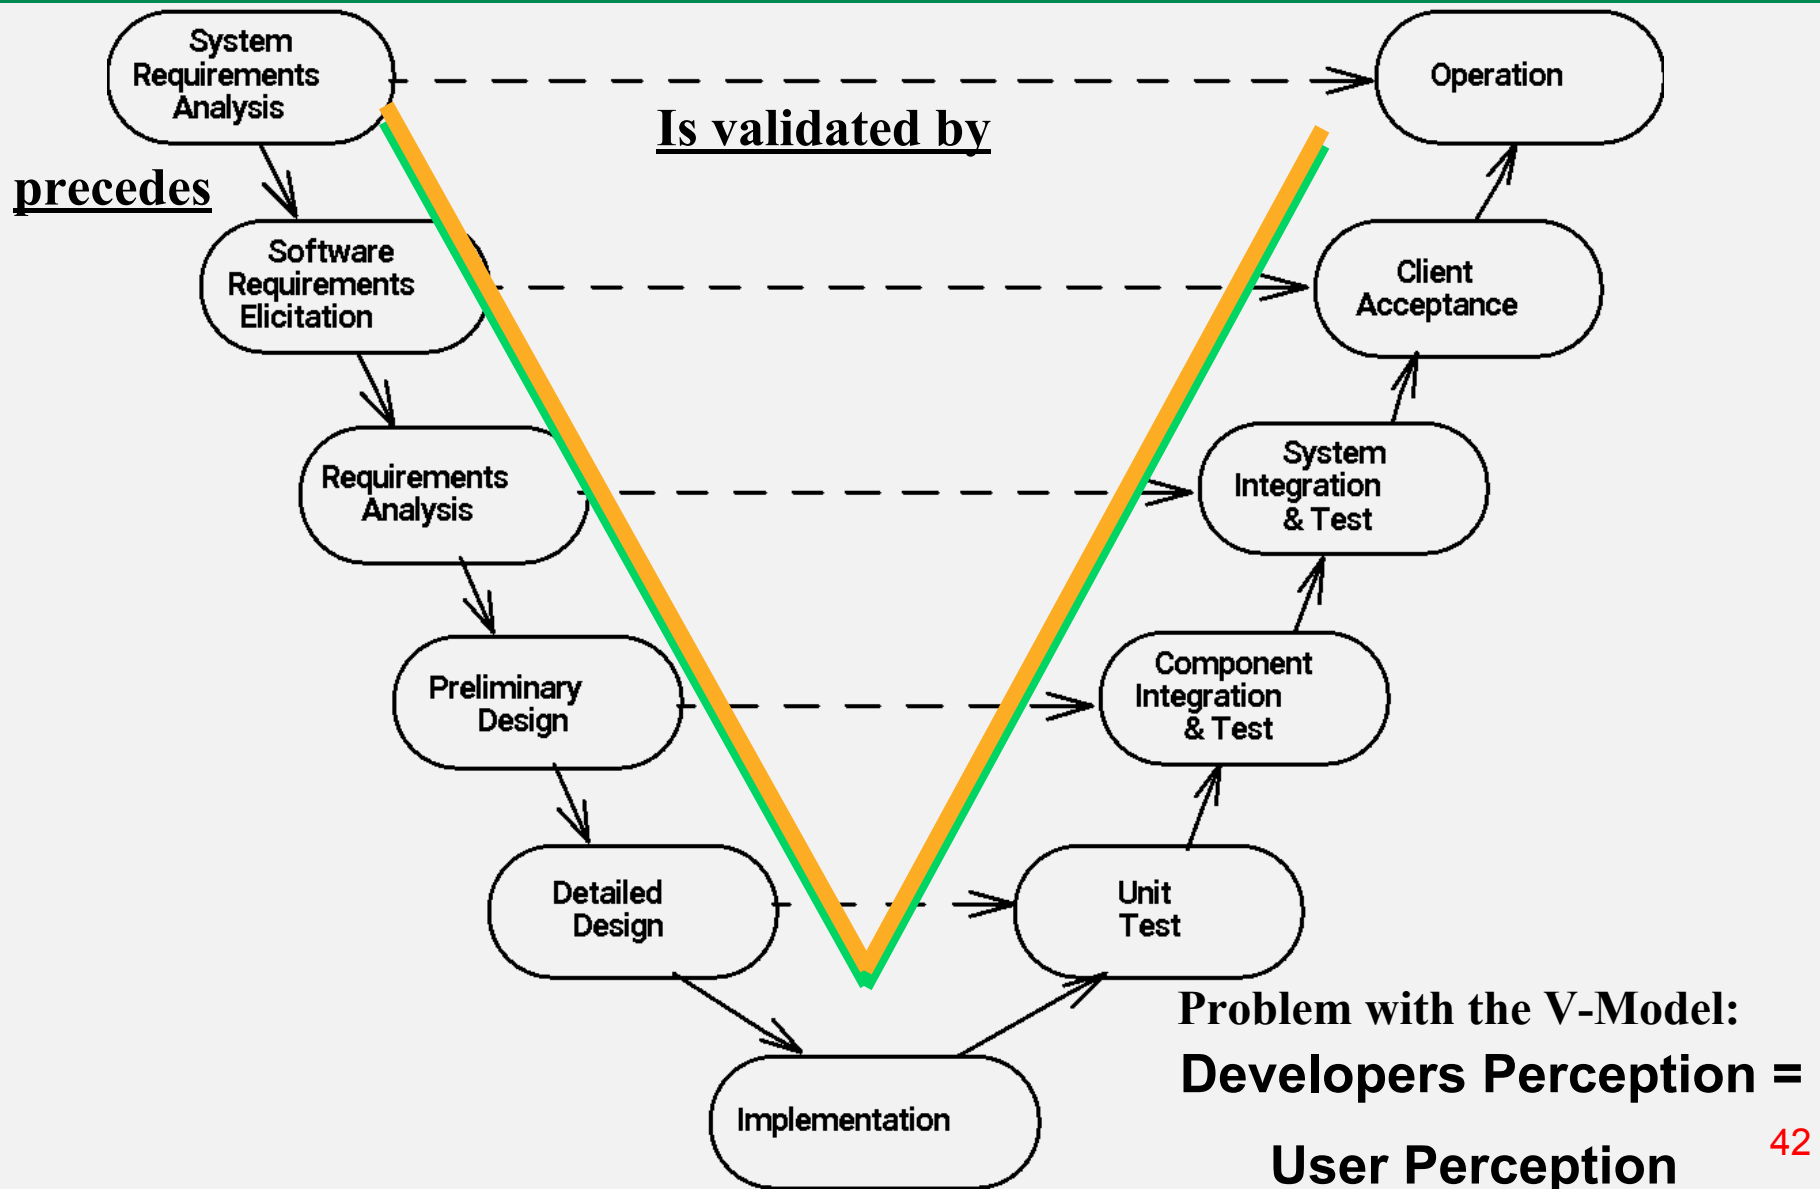 System
Requirements
Analysis
Operation
Is validated by
precedes
Software
Requirements
Elicitation
Client
Acceptance
Requirements
Analysis
System
Integration
& Test
Preliminary
Design
Component
Integration
& Test
Detailed
Design
Unit
Test
Implementation
Problem with the V-Model:
Developers Perception =
User Perception
42